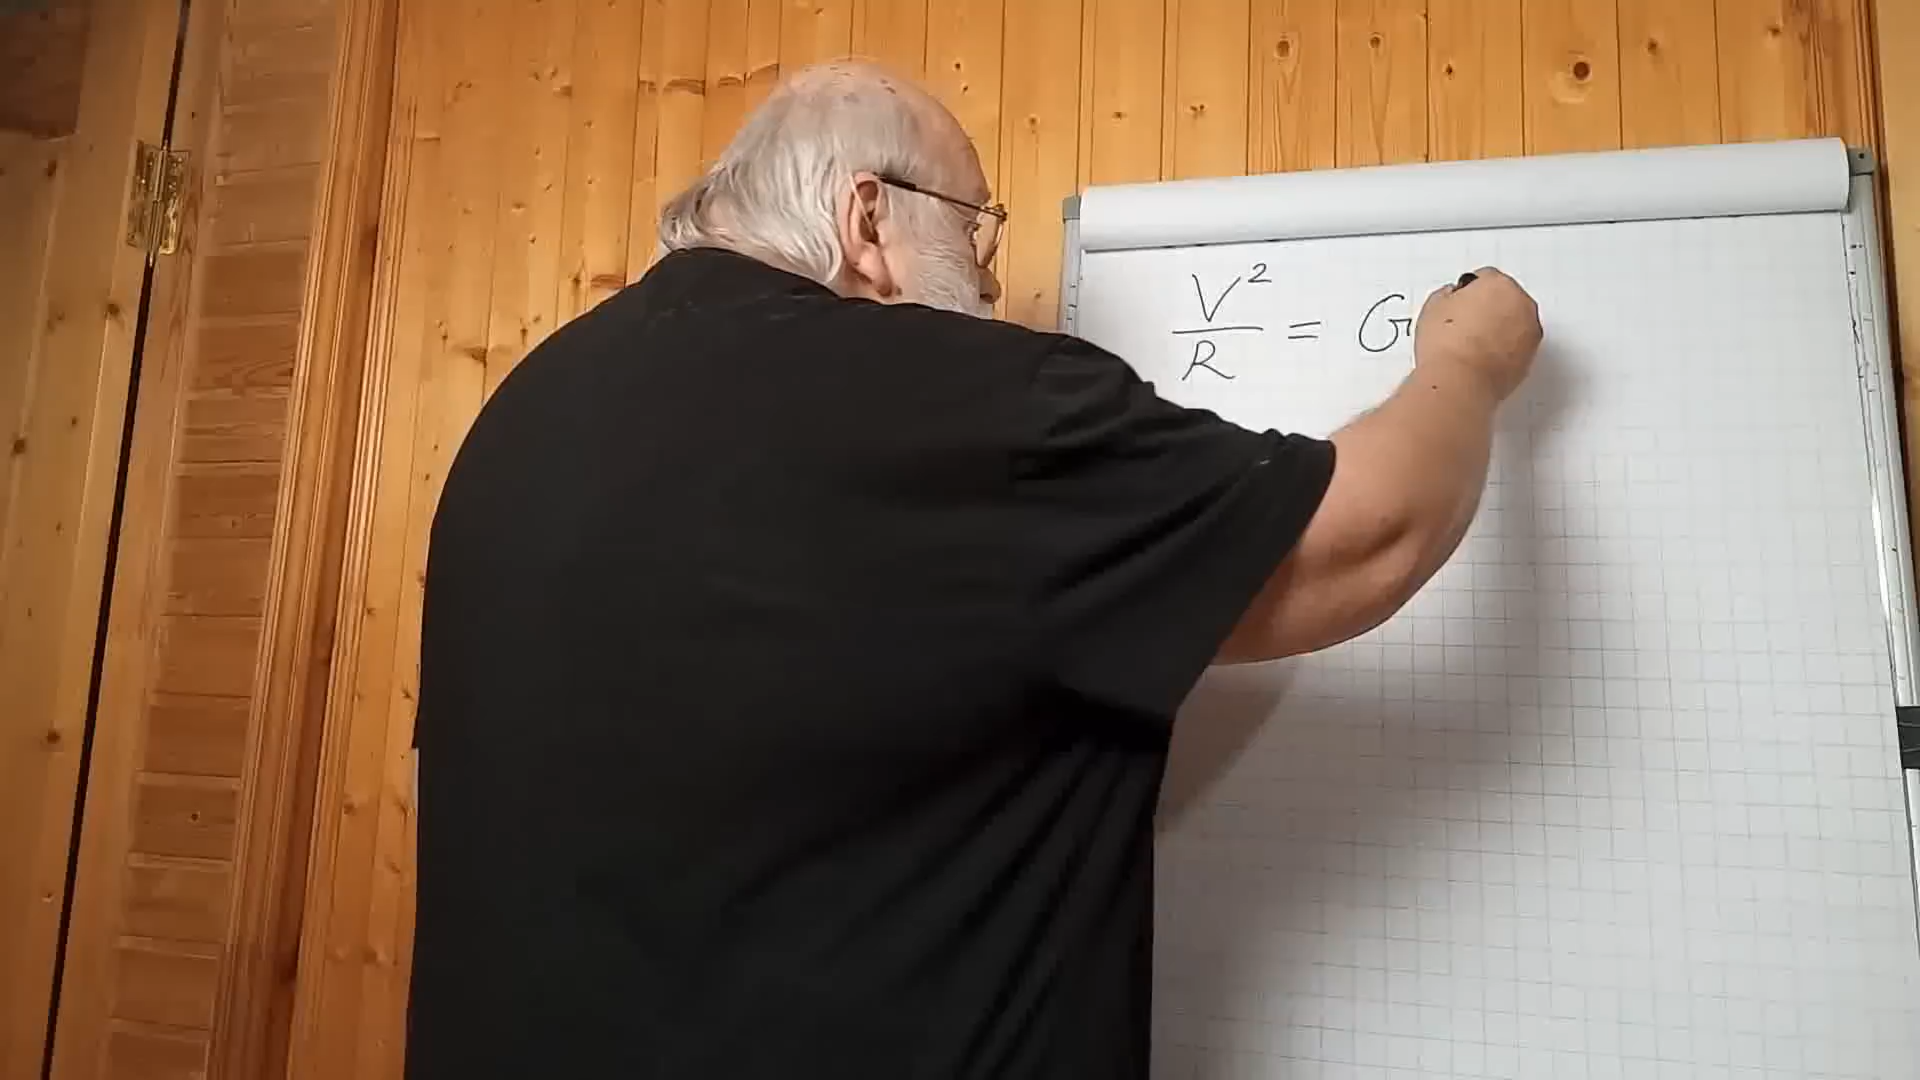 V²/R = G